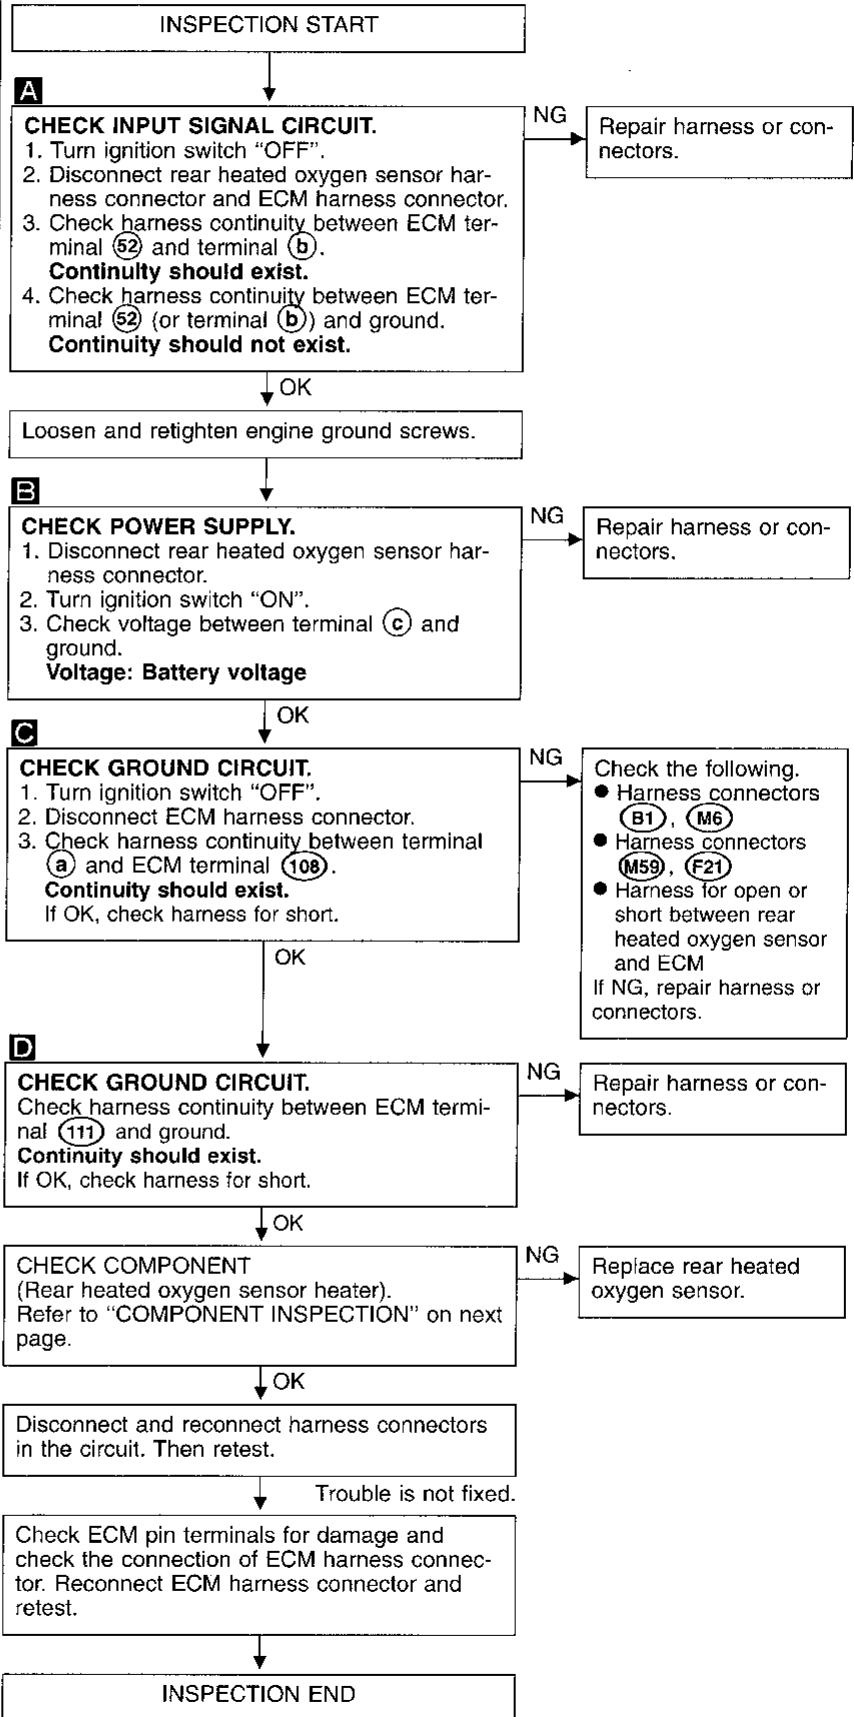 INSPECTION START
A
CHECK INPUT SIGNAL CIRCUIT.
1. Turn ignition switch “OFF”.
2. Disconnect rear heated oxygen sensor har-
ness connector and ECM harness connector.
3. Check harness continuity between ECM ter-
minal 52 and terminal b.
Continuity should exist.
4. Check harness continuity between ECM ter-
minal 52 (or terminal b) and ground.
Continuity should not exist.
NG
Repair harness or con-
nectors.
OK
Loosen and retighten engine ground screws.
B
CHECK POWER SUPPLY.
1. Disconnect rear heated oxygen sensor har-
ness connector.
2. Turn ignition switch “ON”.
3. Check voltage between terminal c and
ground.
Voltage: Battery voltage
NG
Repair harness or con-
nectors.
OK
C
CHECK GROUND CIRCUIT.
1. Turn ignition switch “OFF”.
2. Disconnect ECM harness connector.
3. Check harness continuity between terminal
a and ECM terminal 108.
Continuity should exist.
If OK, check harness for short.
NG
Check the following.
● Harness connectors
B1, M6
● Harness connectors
M59, F21
● Harness for open or
short between rear
heated oxygen sensor
and ECM
If NG, repair harness or
connectors.
OK
D
CHECK GROUND CIRCUIT.
Check harness continuity between ECM termi-
nal 111 and ground.
Continuity should exist.
If OK, check harness for short.
NG
Repair harness or con-
nectors.
OK
CHECK COMPONENT
(Rear heated oxygen sensor heater).
Refer to “COMPONENT INSPECTION” on next
page.
NG
Replace rear heated
oxygen sensor.
OK
Disconnect and reconnect harness connectors
in the circuit. Then retest.
Trouble is not fixed.
Check ECM pin terminals for damage and
check the connection of ECM harness connec-
tor. Reconnect ECM harness connector and
retest.
INSPECTION END